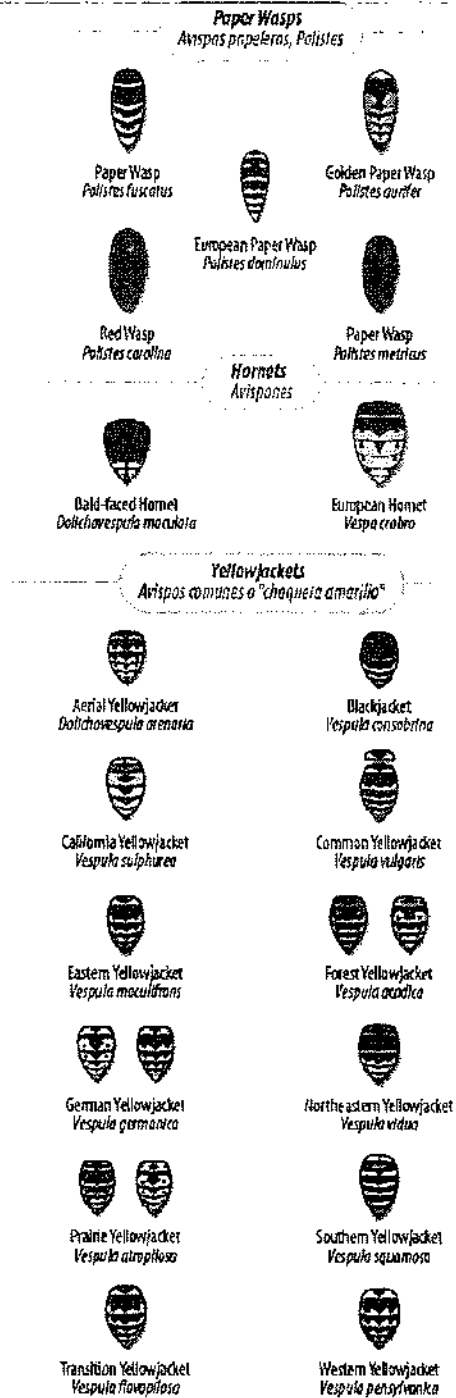 Paper Wasps
Avispas papeleras, Polistes
Paper Wasp
Polistes fuscatus
Golden Paper Wasp
Polistes aurifer
European Paper Wasp
Polistes dominulus
Red Wasp
Polistes carolina
Paper Wasp
Polistes metricus
Hornets
Avispones
Bald-faced Hornet
Dolichovespula maculata
European Hornet
Vespa crabro
Yellowjackets
Avispas comunes o "chaqueta amarillo"
Aerial Yellowjacket
Dolichovespula arenaria
Blackjacket
Vespula consobrina
California Yellowjacket
Vespula sulphurea
Common Yellowjacket
Vespula vulgaris
Eastern Yellowjacket
Vespula maculifrons
Forest Yellowjacket
Vespula acadica
German Yellowjacket
Vespula germanica
Northeastern Yellowjacket
Vespula vidua
Prairie Yellowjacket
Vespula atropilosa
Southern Yellowjacket
Vespula squamosa
Transition Yellowjacket
Vespula flavopilosa
Western Yellowjacket
Vespula pensylvanica